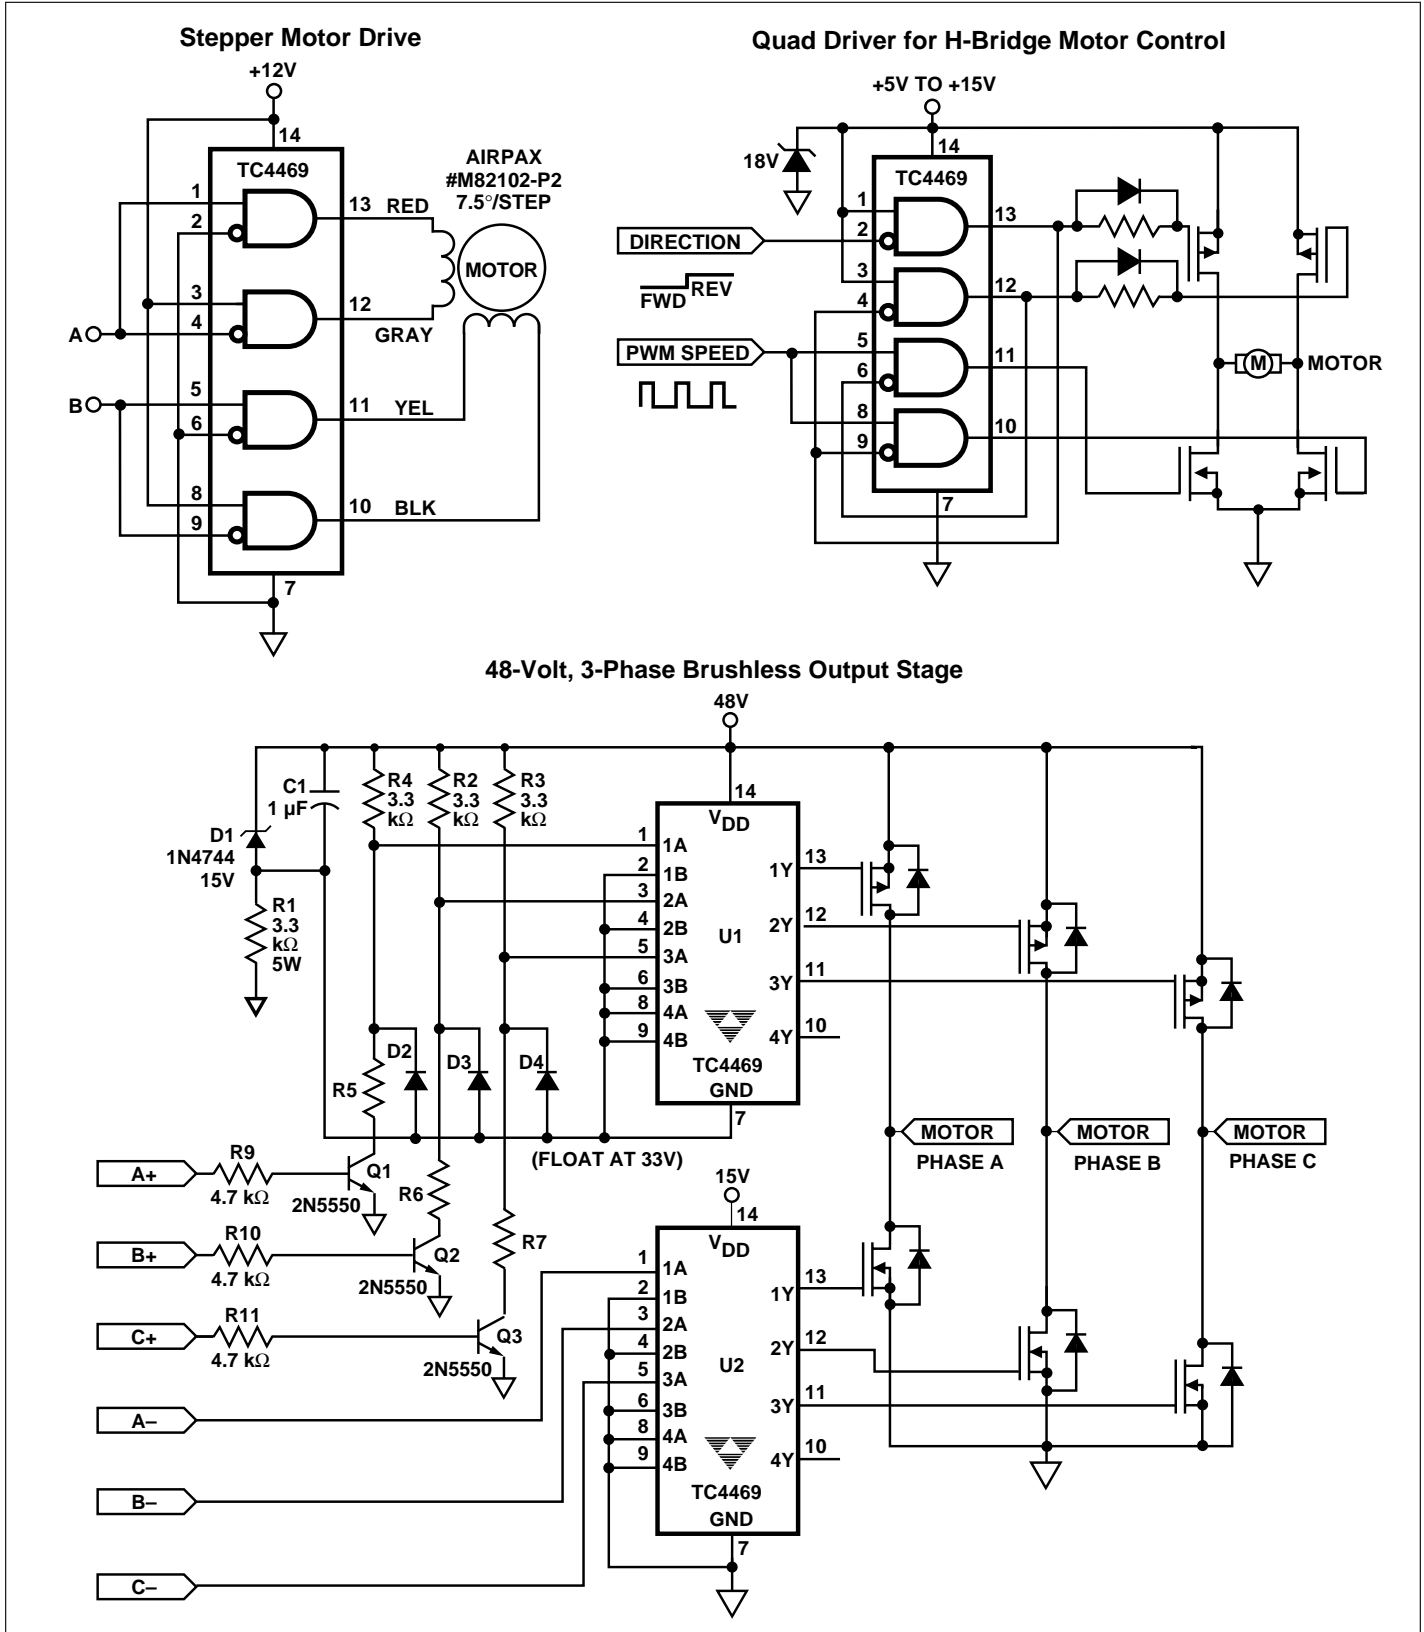 Stepper Motor Drive
+12V
14
TC4469
1
2
3
4
5
6
8
9
A
B
13 RED
12
GRAY
11 YEL
10 BLK
7
AIRPAX
#M82102-P2
7.5°/STEP
MOTOR
Quad Driver for H-Bridge Motor Control
+5V TO +15V
18V
14
TC4469
DIRECTION
FWD REV
PWM SPEED
1
2
3
4
5
6
8
9
13
12
11
10
7
M
MOTOR
48-Volt, 3-Phase Brushless Output Stage
48V
C1
1 µF
R4
3.3
kΩ
R2
3.3
kΩ
R3
3.3
kΩ
D1
1N4744
15V
R1
3.3
kΩ
5W
14
VDD
1 1A
2 1B
3 2A
4 2B
5 3A
6 3B
8 4A
9 4B
U1
1Y 13
2Y 12
3Y 11
4Y 10
TC4469
GND
7
R5
D2
D3
D4
(FLOAT AT 33V)
MOTOR
PHASE A
MOTOR
PHASE B
MOTOR
PHASE C
A+
R9
4.7 kΩ
Q1
2N5550
R6
B+
R10
4.7 kΩ
Q2
2N5550
R7
C+
R11
4.7 kΩ
Q3
2N5550
A–
B–
C–
15V
14
VDD
1 1A
2 1B
3 2A
4 2B
5 3A
6 3B
8 4A
9 4B
U2
1Y 13
2Y 12
3Y 11
4Y 10
TC4469
GND
7